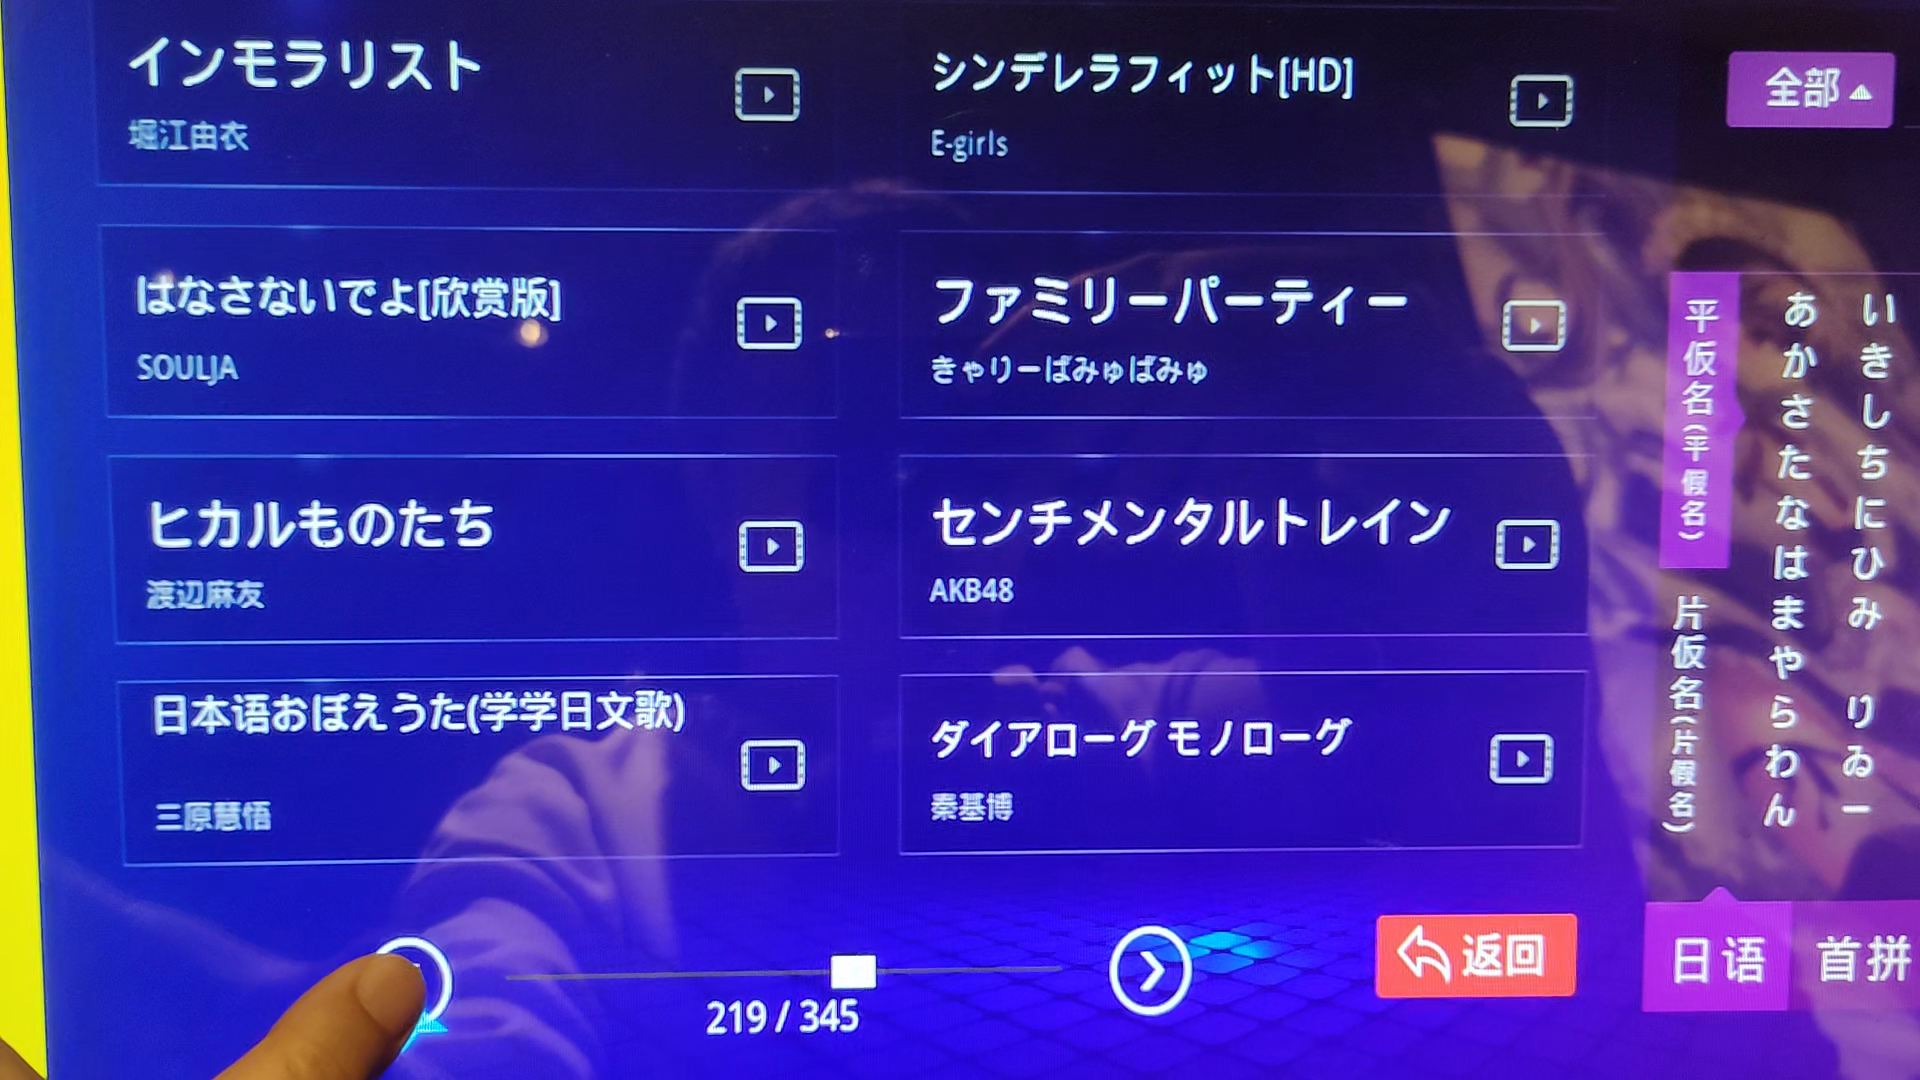 インモラリスト
堀江由衣
シンデレラフィット[HD]
E-girls
はなさないでよ[欣赏版]
SOULJA
ファミリーパーティー
きゃりーぱみゅぱみゅ
ヒカルものたち
渡辺麻友
センチメンタルトレイン
AKB48
日本语おぼえうた(学学日文歌)
三原慧悟
ダイアローグ モノローグ
秦基博
219 / 345
返回
全部
平仮名(平假名)
片仮名(片假名)
あかさたなはまやらわん
いきしちにひみ りゐー
日语
首拼